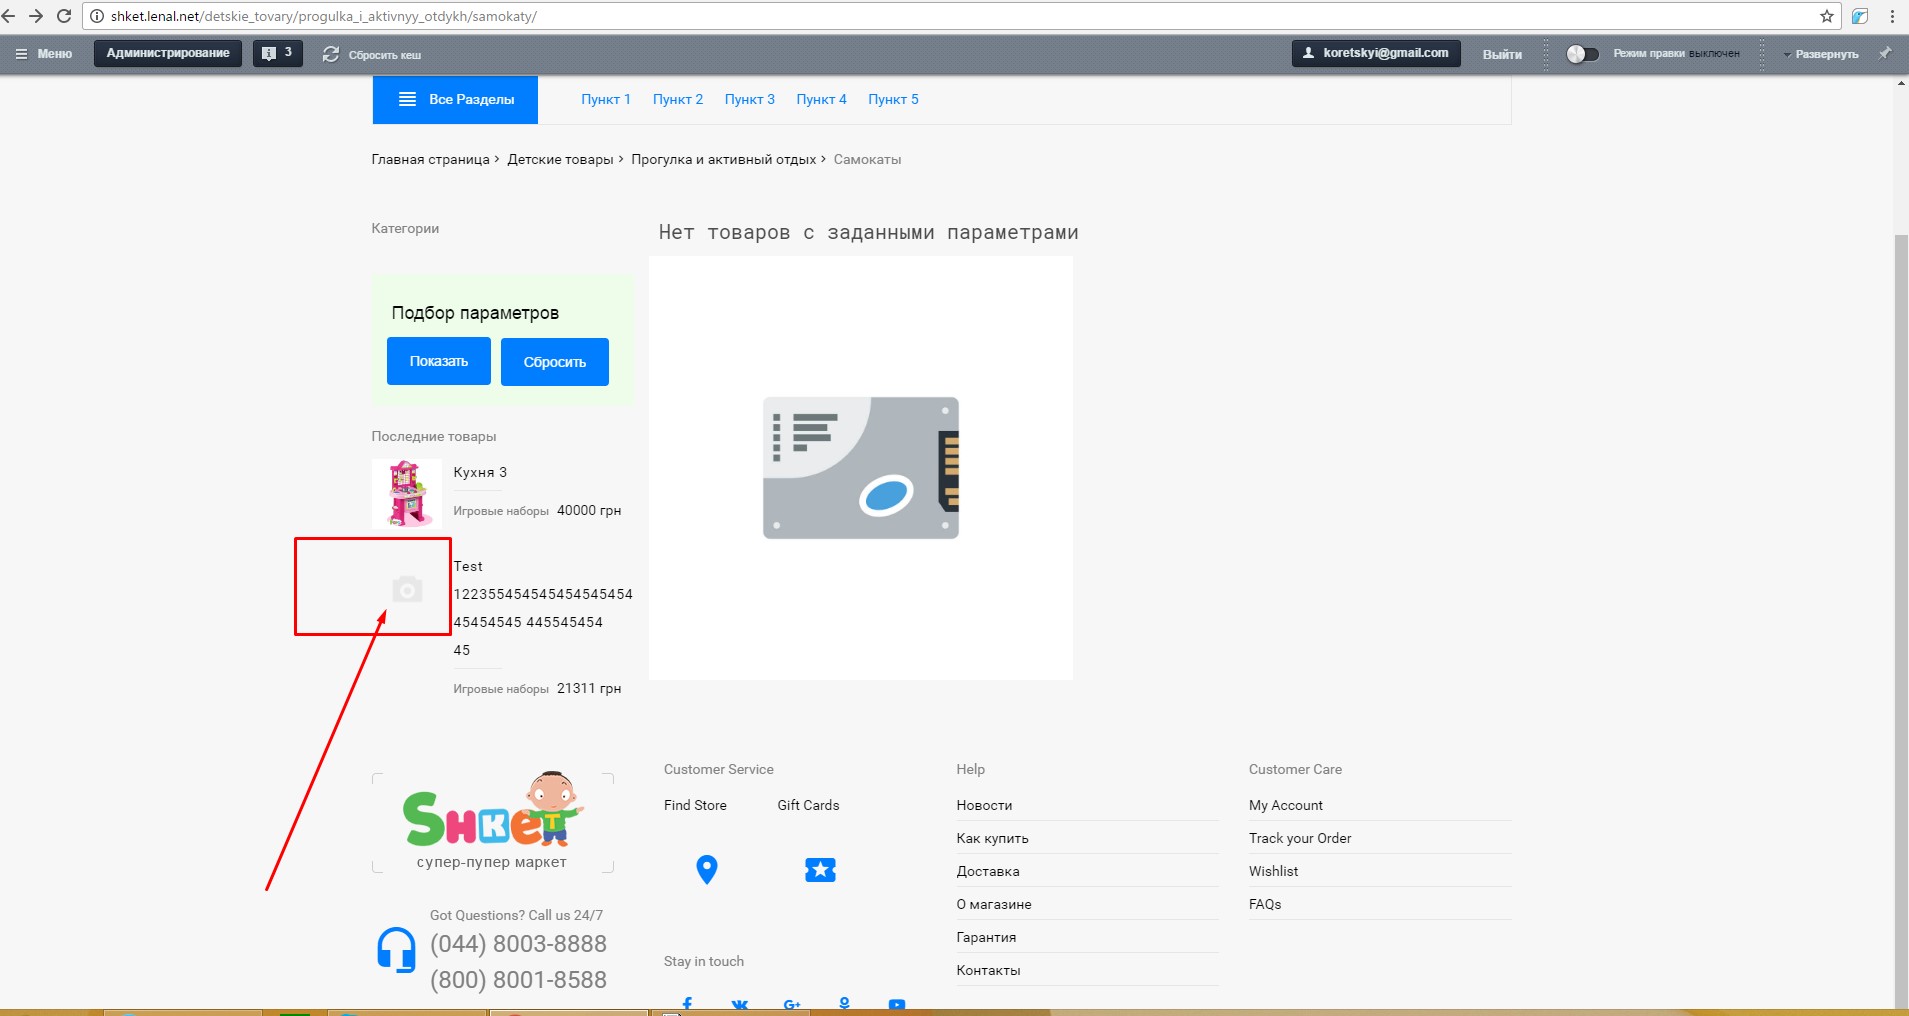 shket.lenal.net/detskie_tovary/progulka_i_aktivnyy_otdykh/samokaty/
Меню Администрирование 3 Сбросить кеш koretskyi@gmail.com Выйти Режим правки выключен Развернуть
Все Разделы Пункт 1 Пункт 2 Пункт 3 Пункт 4 Пункт 5
Главная страница > Детские товары > Прогулка и активный отдых > Самокаты
Категории
Нет товаров с заданными параметрами
Подбор параметров
Показать Сбросить
Последние товары
Кухня 3
Игровые наборы 40000 грн
Test
122355454545454545454
45454545 445545454
45
Игровые наборы 21311 грн
SHKET
супер-пупер маркет
Got Questions? Call us 24/7
(044) 8003-8888
(800) 8001-8588
Customer Service
Find Store Gift Cards
Stay in touch
Help
Новости
Как купить
Доставка
О магазине
Гарантия
Контакты
Customer Care
My Account
Track your Order
Wishlist
FAQs